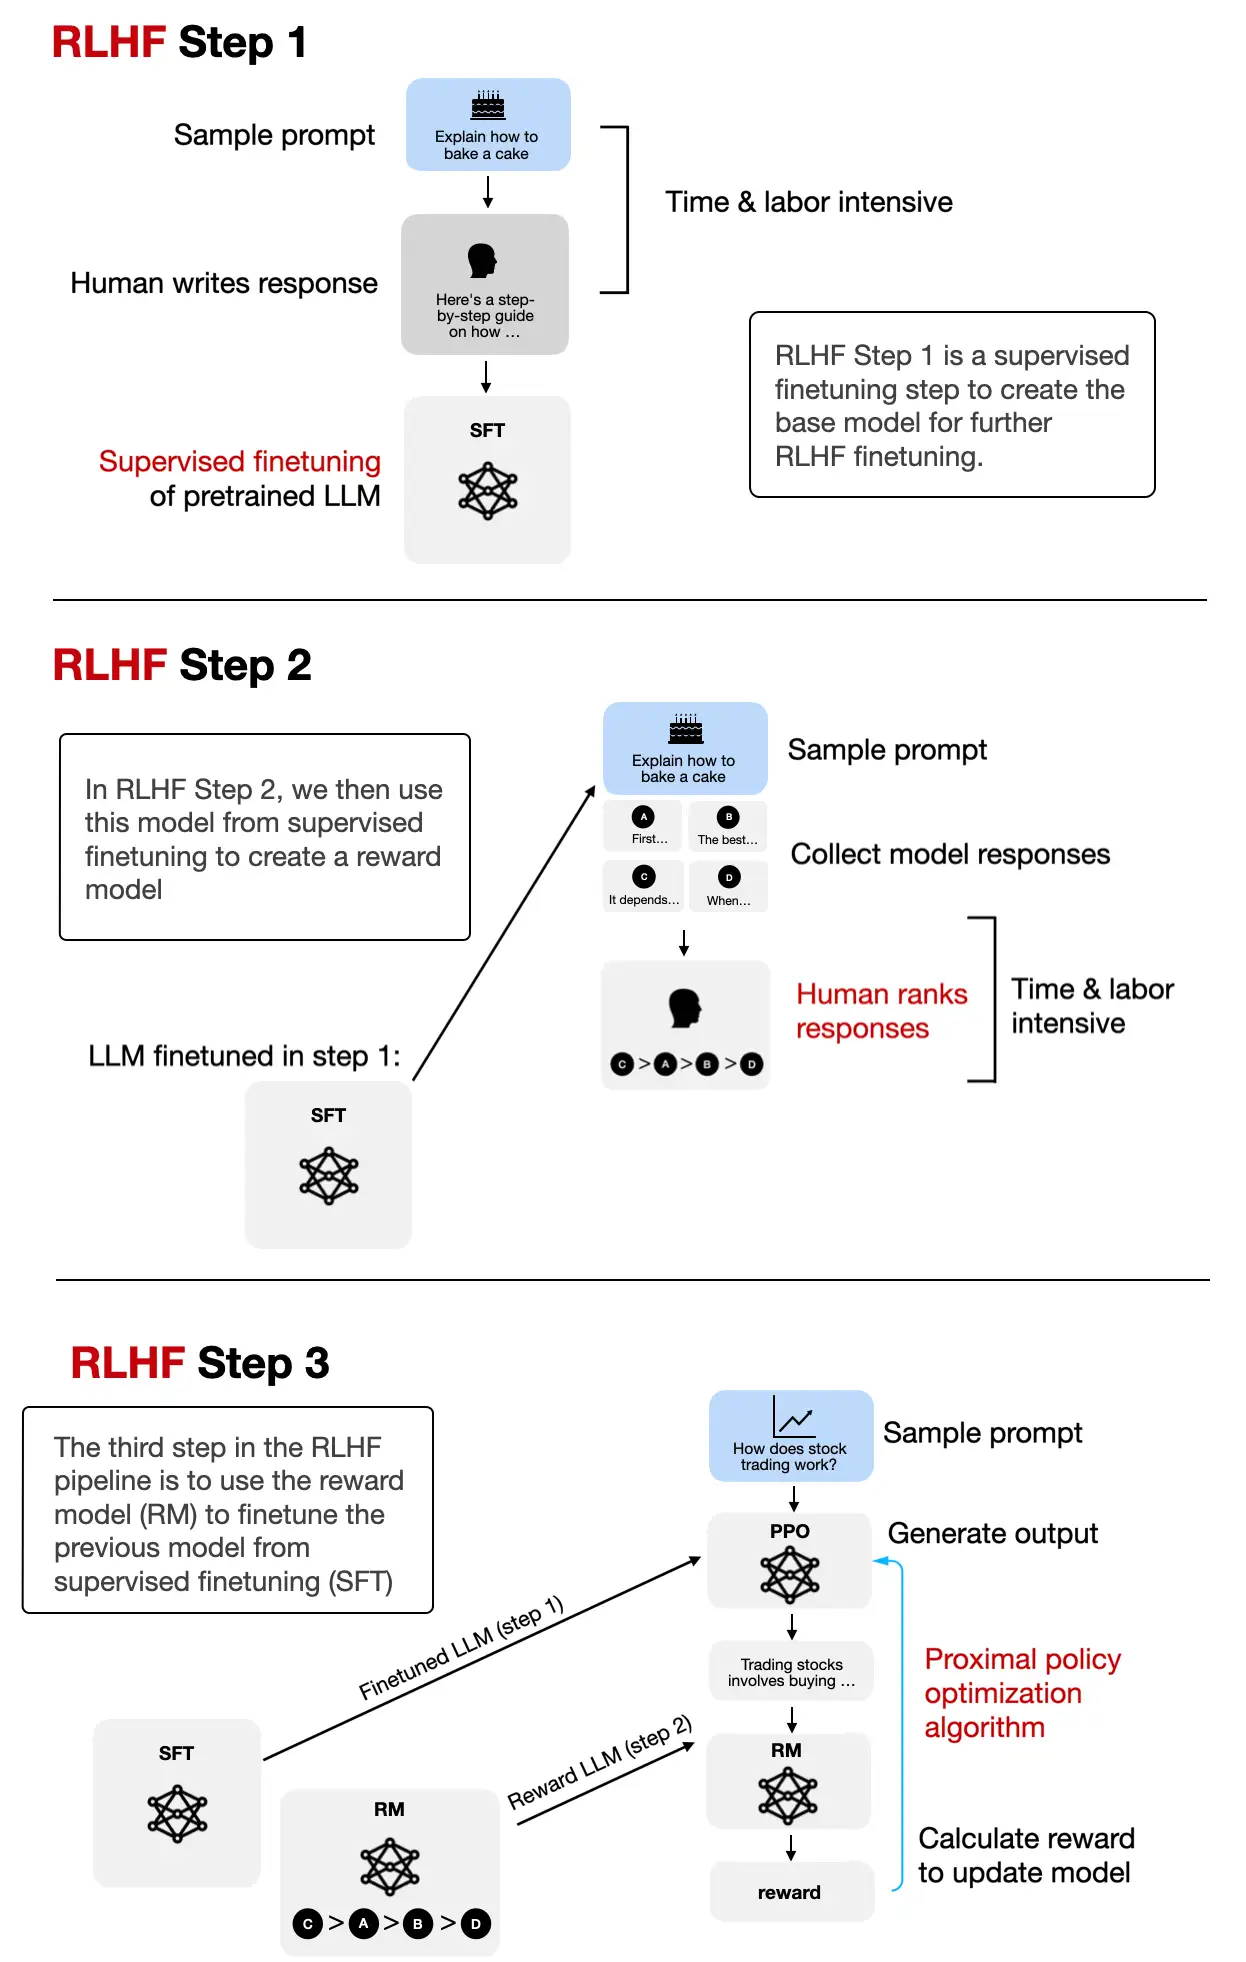 RLHF Step 1
Sample prompt
Explain how to
bake a cake
Time & labor intensive
Human writes response
Here's a step-
by-step guide
on how ...
RLHF Step 1 is a supervised
finetuning step to create the
base model for further
RLHF finetuning.
SFT
Supervised finetuning
of pretrained LLM
RLHF Step 2
In RLHF Step 2, we then use
this model from supervised
finetuning to create a reward
model
Explain how to
bake a cake
Sample prompt
A
First...
B
The best...
C
It depends...
D
When...
Collect model responses
Human ranks
responses
Time & labor
intensive
C > A > B > D
LLM finetuned in step 1:
SFT
RLHF Step 3
The third step in the RLHF
pipeline is to use the reward
model (RM) to finetune the
previous model from
supervised finetuning (SFT)
How does stock
trading work?
Sample prompt
PPO
Generate output
Finetuned LLM (step 1)
Trading stocks
involves buying ...
Proximal policy
optimization
algorithm
SFT
Reward LLM (step 2)
RM
RM
C > A > B > D
Calculate reward
to update model
reward